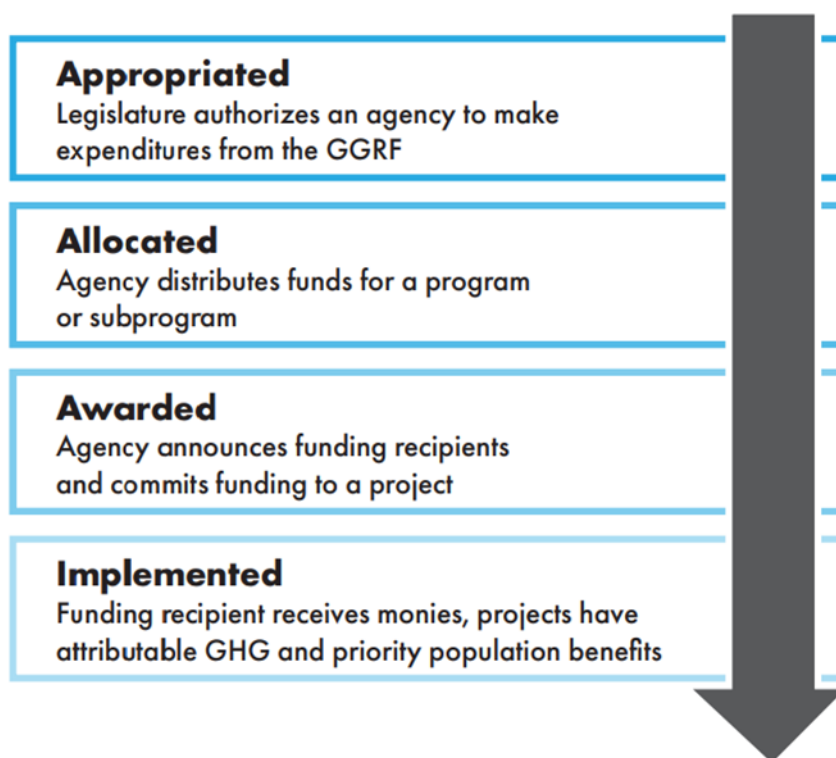 Appropriated
Legislature authorizes an agency to make
expenditures from the GGRF
Allocated
Agency distributes funds for a program
or subprogram
Awarded
Agency announces funding recipients
and commits funding to a project
Implemented
Funding recipient receives monies, projects have
attributable GHG and priority population benefits